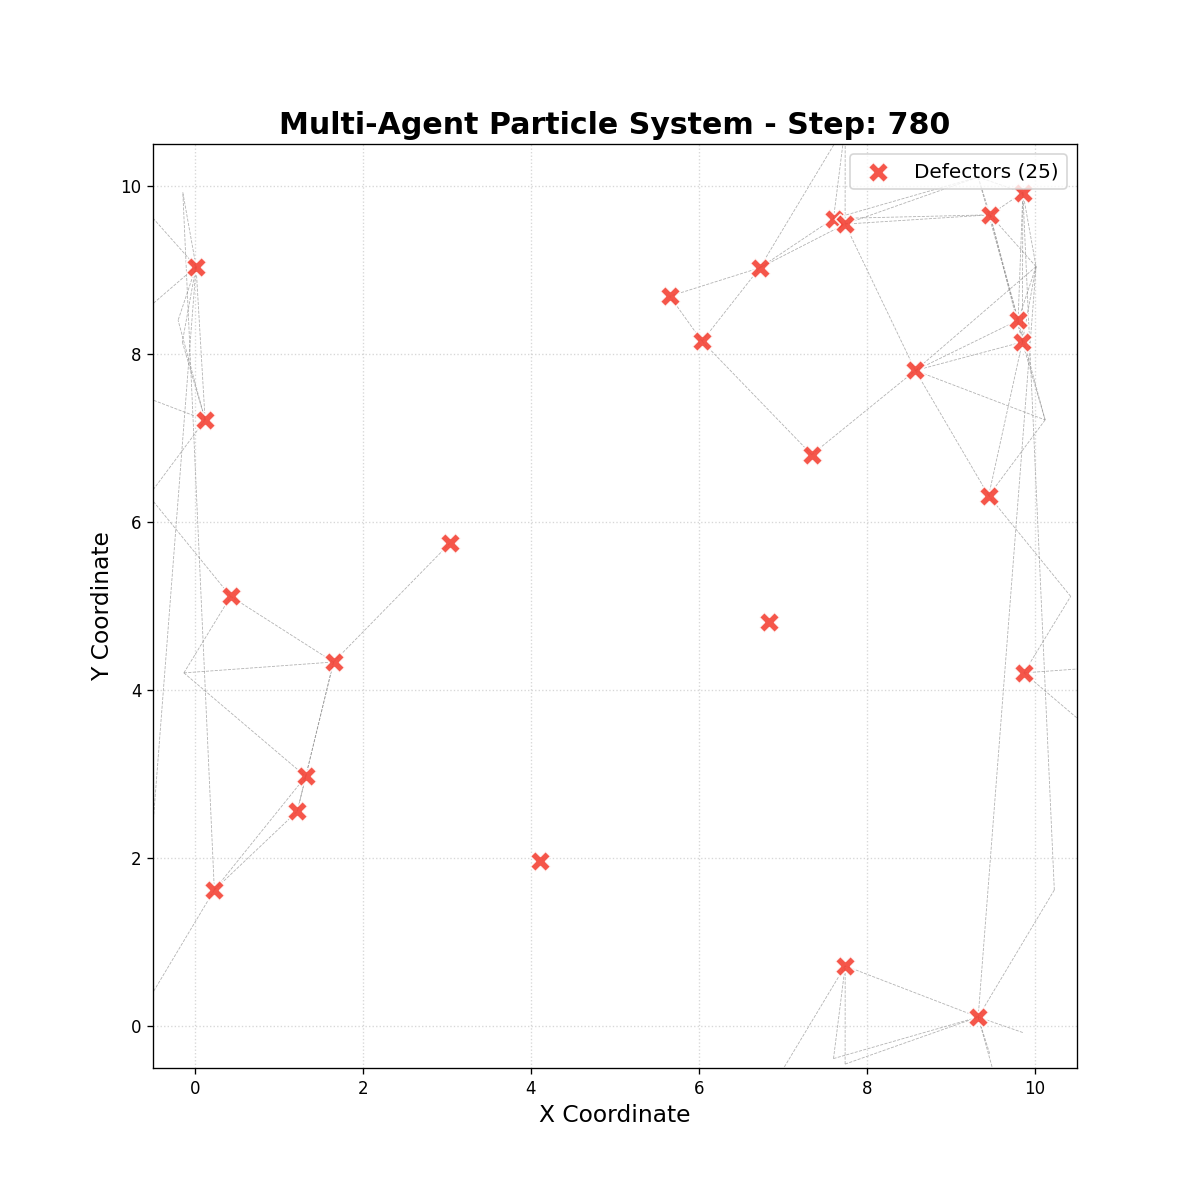 Multi-Agent Particle System - Step: 780
Defectors (25)
10
8
6
4
2
0
Y Coordinate
0 2 4 6 8 10
X Coordinate